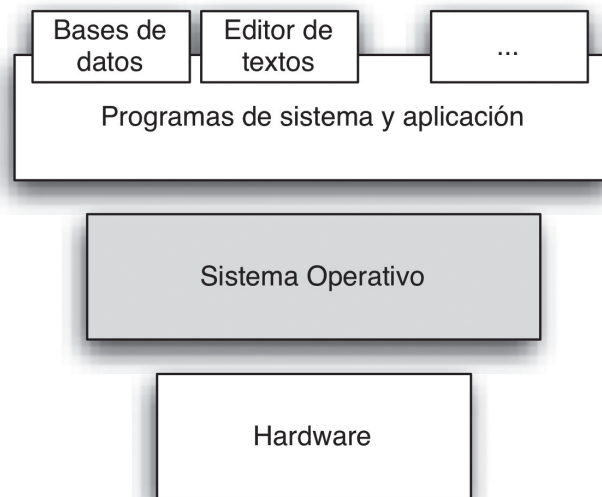 Bases de
datos
Editor de
textos
...
Programas de sistema y aplicación
Sistema Operativo
Hardware